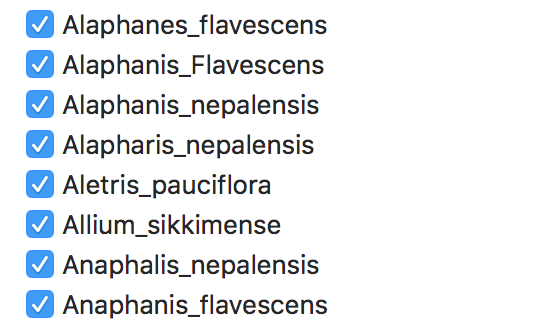 Alaphanes_flavescens
Alaphanis_Flavescens
Alaphanis_nepalensis
Alapharis_nepalensis
Aletris_pauciflora
Allium_sikkimense
Anaphalis_nepalensis
Anaphanis_flavescens